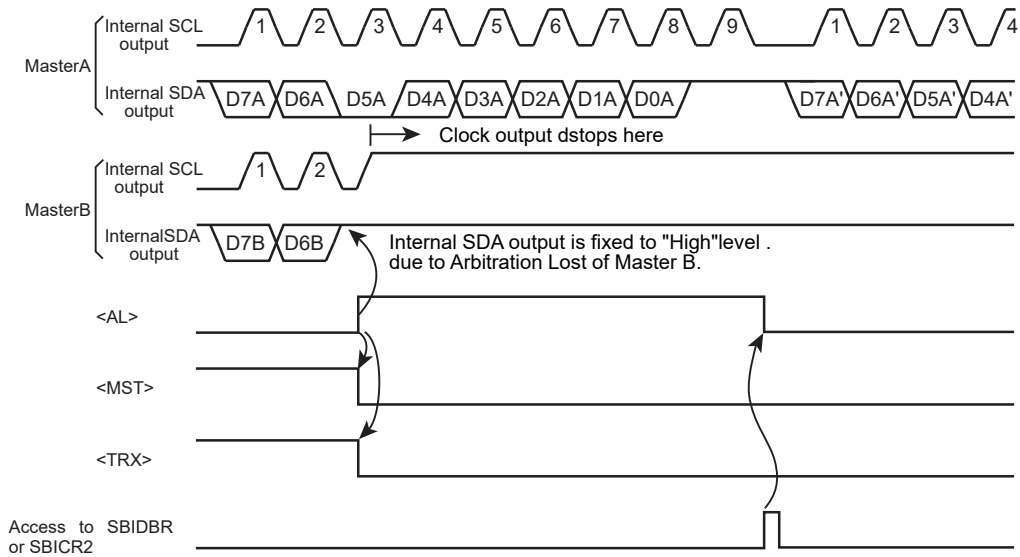 Internal SCL
output
1 2 3 4 5 6 7 8 9 1 2 3 4
MasterA
Internal SDA
output
D7A D6A D5A D4A D3A D2A D1A D0A D7A' D6A' D5A' D4A'
Clock output dstops here
Internal SCL
output
1 2
MasterB
InternalSDA
output
D7B D6B
Internal SDA output is fixed to "High"level .
due to Arbitration Lost of Master B.
<AL>
<MST>
<TRX>
Access to SBIDBR
or SBICR2